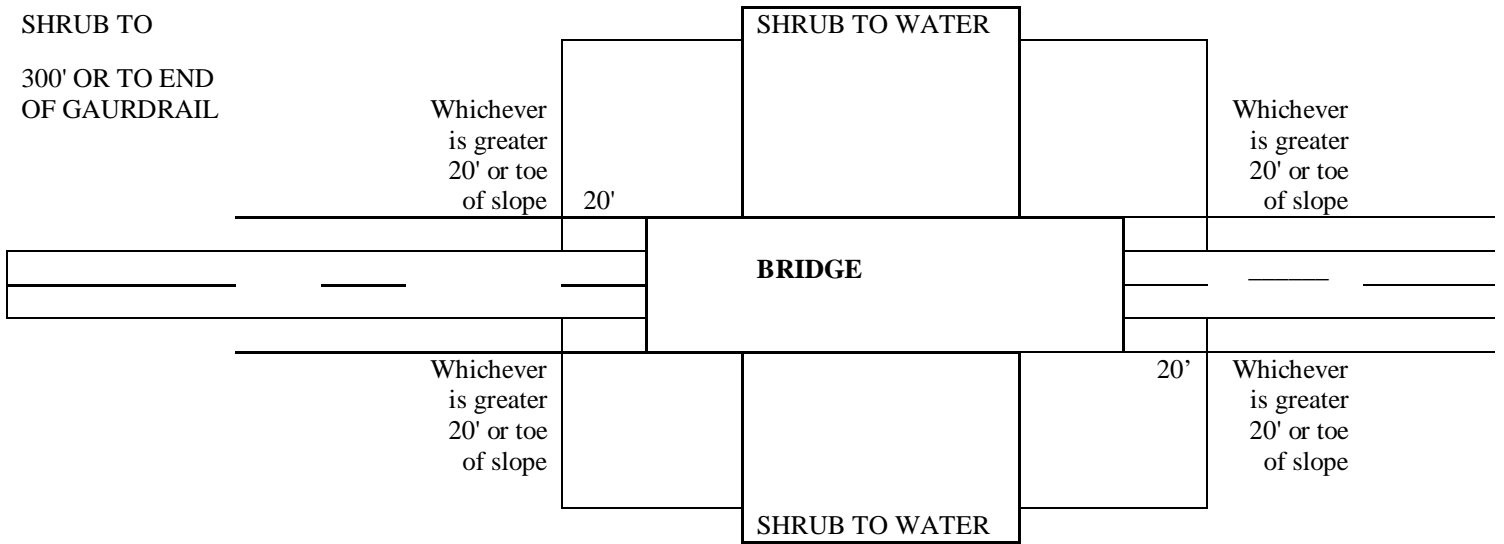 SHRUB TO
300' OR TO END
OF GAURDRAIL
SHRUB TO WATER
Whichever
is greater
20' or toe
of slope
20'
Whichever
is greater
20' or toe
of slope
BRIDGE
Whichever
is greater
20' or toe
of slope
20’
Whichever
is greater
20' or toe
of slope
SHRUB TO WATER